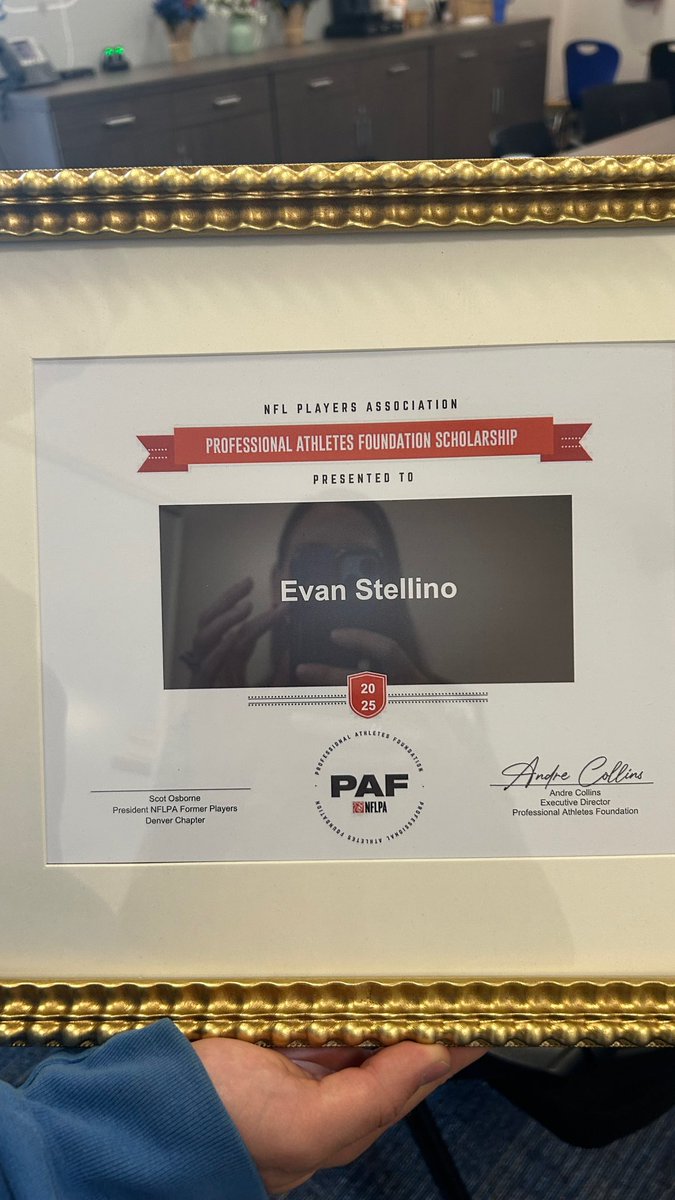 NFL PLAYERS ASSOCIATION
PROFESSIONAL ATHLETES FOUNDATION SCHOLARSHIP
PRESENTED TO
Evan Stellino
20
25
PROFESSIONAL ATHLETES FOUNDATION
PAF
NFLPA
PROFESSIONAL ATHLETES FOUNDATION
Scot Osborne
President NFLPA Former Players
Denver Chapter
Andre Collins
Andre Collins
Executive Director
Professional Athletes Foundation